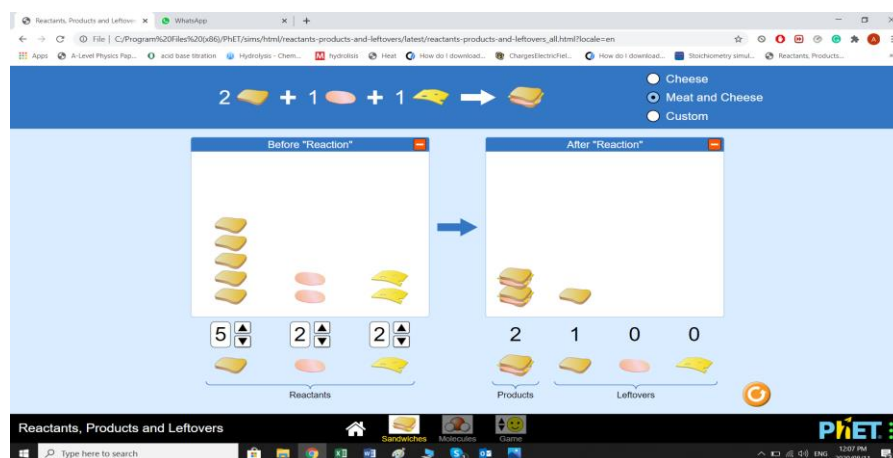 Reactants, Products and Leftove
WhatsApp
File | C:/Program%20Files%20(x86)/PhET/sims/html/reactants-products-and-leftovers/latest/reactants-products-and-leftovers_all.html?locale=en
Apps A-Level Physics Pap... acid base titration Hydrolysis - Chem... hydrolisis Heat How do I download... ChargesElectricFiel... How do I download... Stoichiometry simul... Reactants, Products...
Cheese
2 + 1 + 1
Meat and Cheese
Custom
Before "Reaction" After "Reaction"
5 2 2 2 1 0 0
Reactants Products Leftovers
Reactants, Products and Leftovers
Sandwiches Molecules Game
PhET
Type here to search
ENG
12:07 PM